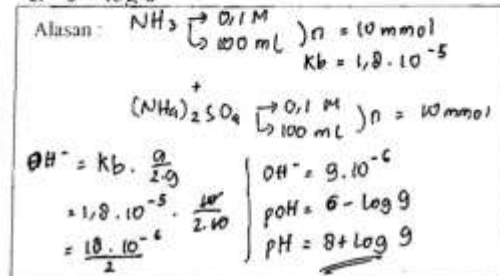 Alasan : NH3 → 0,1 M
↳ 100 mL ) n = 10 mmol
Kb = 1,8 . 10^-5
+
(NH4)2SO4 → 0,1 M
↳ 100 mL ) n = 10 mmol
OH^- = Kb . a/2.g
= 1,8 . 10^-5 . 10/2.10
= 18 . 10^-6/2
OH^- = 9.10^-6
pOH = 6 - Log 9
pH = 8 + Log 9